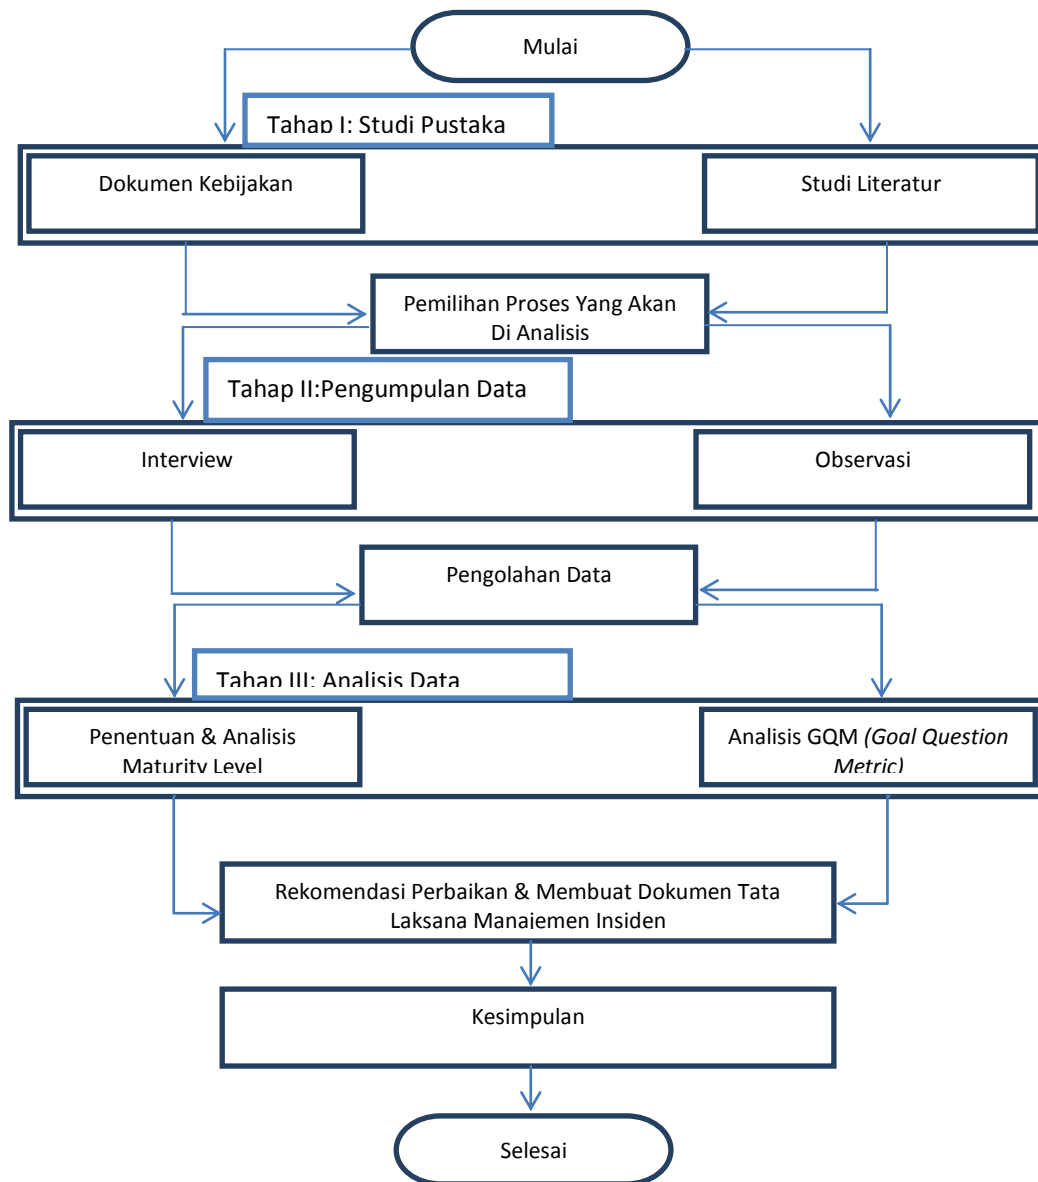 Mulai
Tahap I: Studi Pustaka
Dokumen Kebijakan
Studi Literatur
Pemilihan Proses Yang Akan
Di Analisis
Tahap II:Pengumpulan Data
Interview
Observasi
Pengolahan Data
Tahap III: Analisis Data
Penentuan & Analisis
Maturity Level
Analisis GQM (Goal Question
Metric)
Rekomendasi Perbaikan & Membuat Dokumen Tata
Laksana Manajemen Insiden
Kesimpulan
Selesai